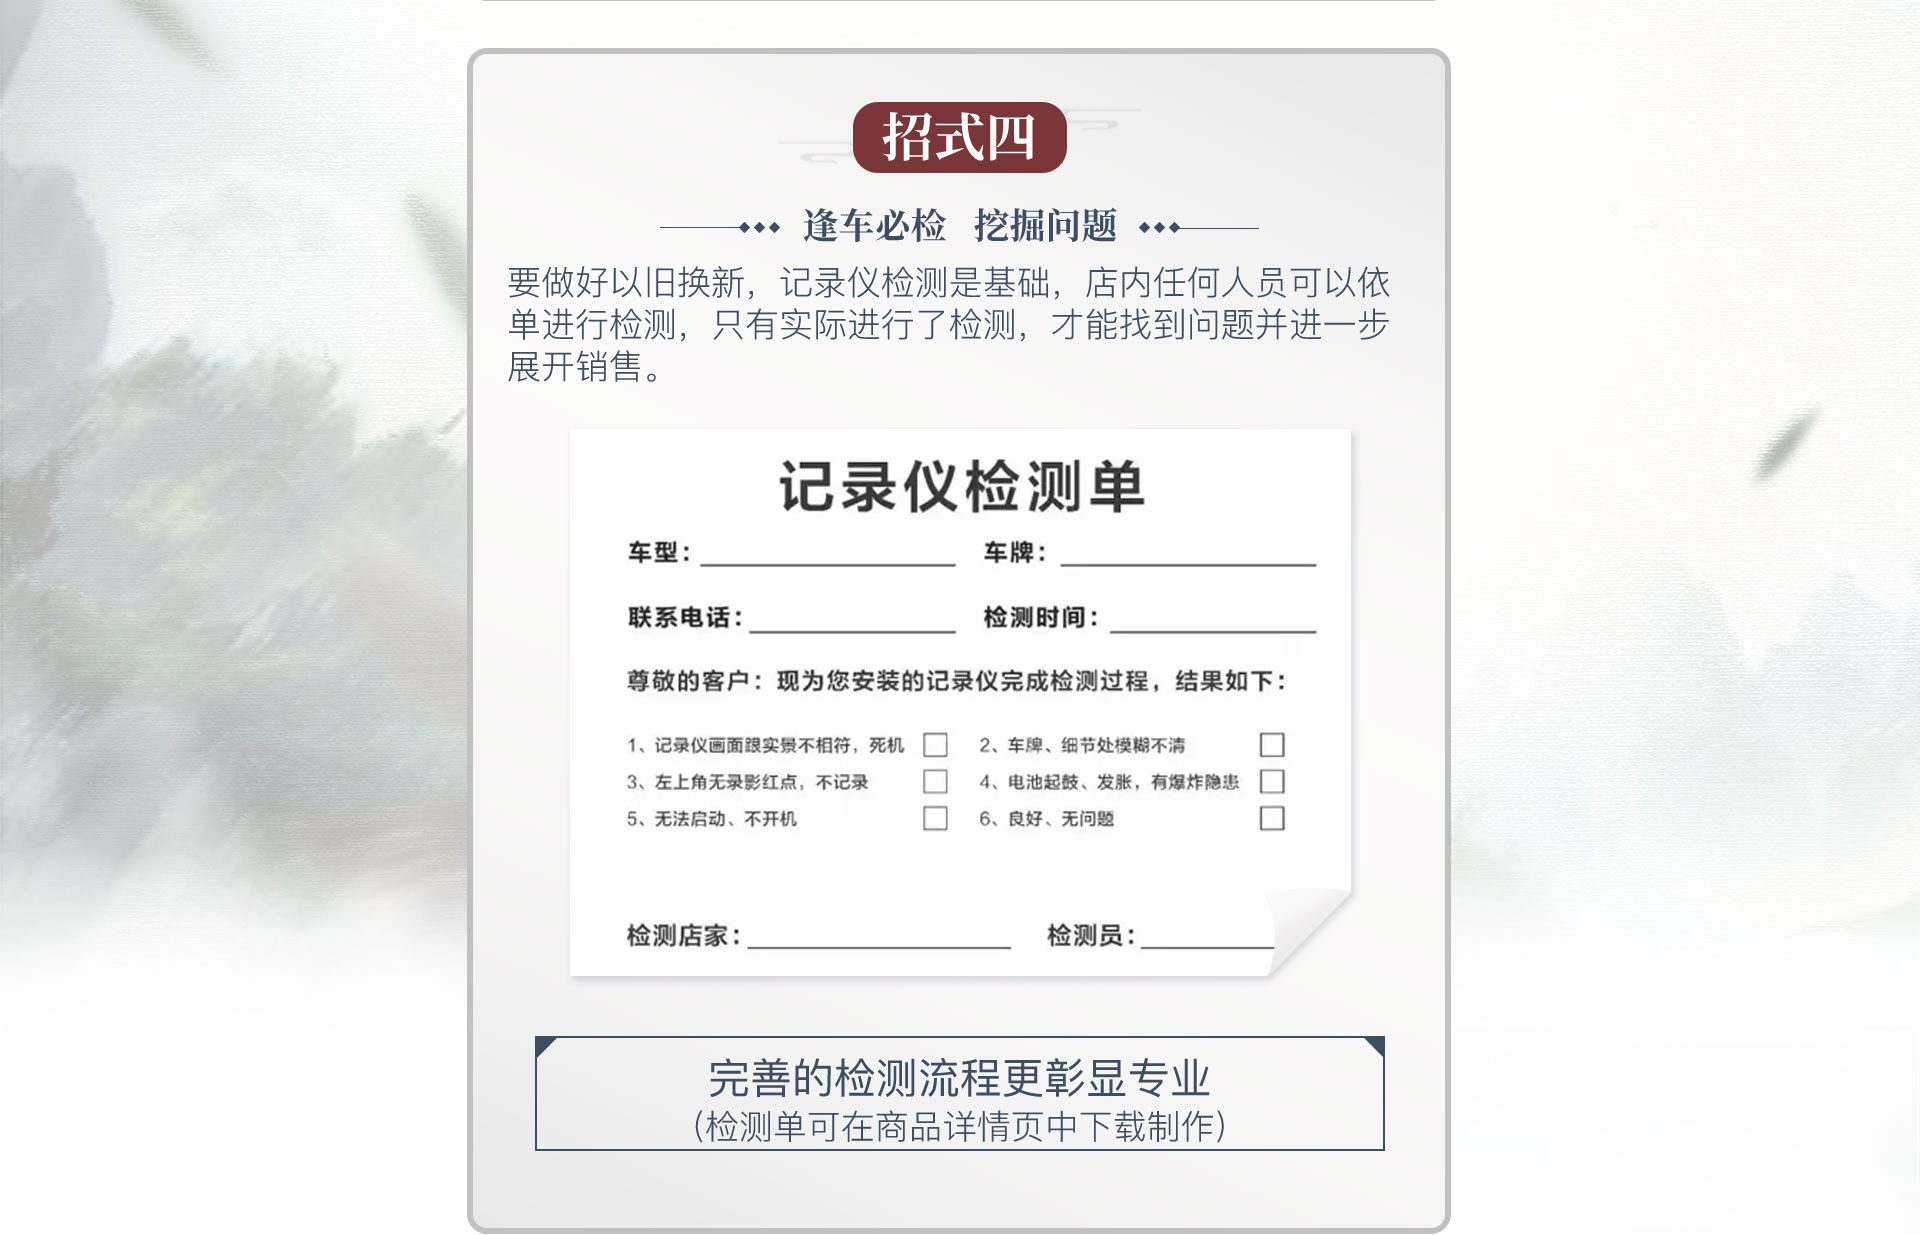 招式四
逢车必检 挖掘问题
要做好以旧换新，记录仪检测是基础，店内任何人员可以依
单进行检测，只有实际进行了检测，才能找到问题并进一步
展开销售。
记录仪检测单
车型： 车牌：
联系电话： 检测时间：
尊敬的客户：现为您安装的记录仪完成检测过程，结果如下：
1、记录仪画面跟实景不相符，死机 2、车牌、细节处模糊不清
3、左上角无录影红点，不记录 4、电池起鼓、发胀，有爆炸隐患
5、无法启动、不开机 6、良好、无问题
检测店家： 检测员：
完善的检测流程更彰显专业
（检测单可在商品详情页中下载制作）